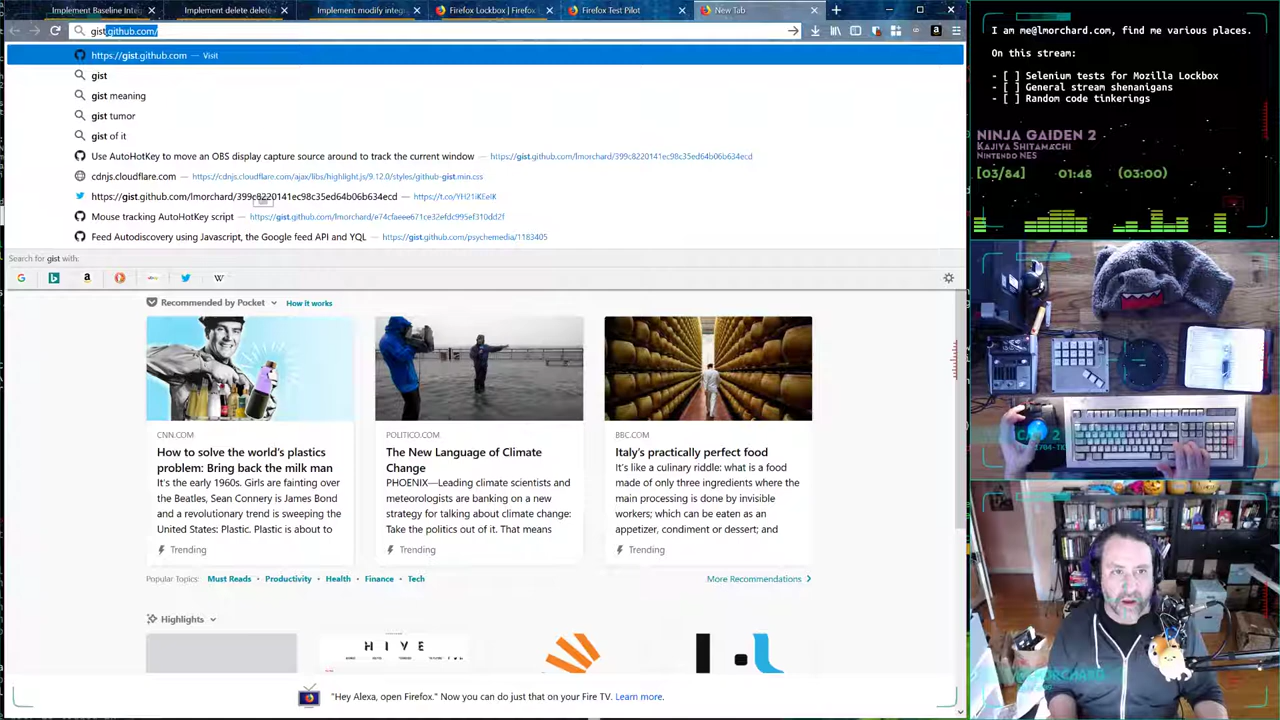 Implement Baseline Inte
Implement delete delete
Implement modify integr
Firefox Lockbox | Firefox
Firefox Test Pilot
New Tab
gist.github.com/
https://gist.github.com — Visit
gist
gist meaning
gist tumor
gist of it
Use AutoHotKey to move an OBS display capture source around to track the current window — https://gist.github.com/lmorchard/399c8220141ec98c35ed64b06b634ecd
cdnjs.cloudflare.com — https://cdnjs.cloudflare.com/ajax/libs/highlight.js/9.12.0/styles/github-gist.min.css
https://gist.github.com/lmorchard/399c8220141ec98c35ed64b06b634ecd — https://t.co/YH21iKEeIK
Mouse tracking AutoHotKey script — https://gist.github.com/lmorchard/e74cfaeee671ce32efdc995ef310dd2f
Feed Autodiscovery using Javascript, the Google feed API and YQL — https://gist.github.com/psychemedia/1183405
Search for gist with:
Recommended by Pocket
How it works
CNN.COM
How to solve the world's plastics
problem: Bring back the milk man
It's the early 1960s. Girls are fainting over
the Beatles, Sean Connery is James Bond
and a revolutionary trend is sweeping the
United States: Plastic. Plastic is about to
Trending
POLITICO.COM
The New Language of Climate
Change
PHOENIX—Leading climate scientists and
meteorologists are banking on a new
strategy for talking about climate change:
Take the politics out of it. That means
Trending
BBC.COM
Italy's practically perfect food
It's like a culinary riddle: what is a food
made of only three ingredients where the
main processing is done by invisible
workers; which can be eaten as an
appetizer, condiment or dessert; and
Trending
Popular Topics: Must Reads • Productivity • Health • Finance • Tech
More Recommendations
Highlights
HIVE
"Hey Alexa, open Firefox." Now you can do just that on your Fire TV. Learn more.
I am me@lmorchard.com, find me various places.
On this stream:
- [ ] Selenium tests for Mozilla Lockbox
- [ ] General stream shenanigans
- [ ] Random code tinkerings
NINJA GAIDEN 2
KAJIYA SHITAMACHI
NINTENDO NES
[03/84] 01:48 (03:00)